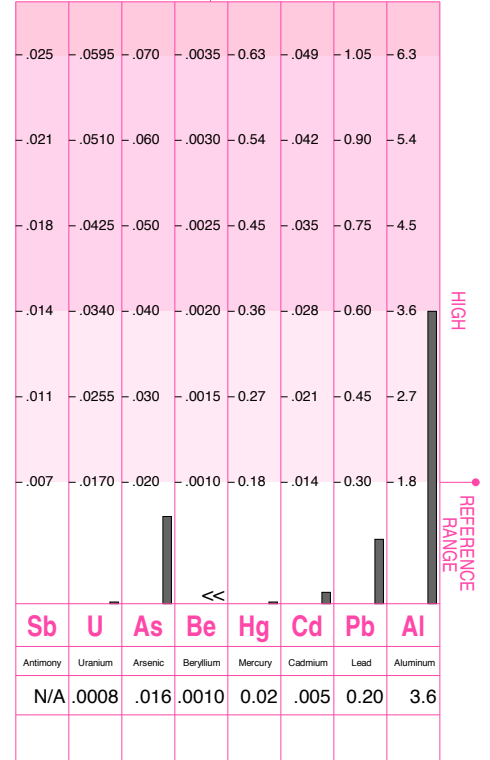 .025 .0595 .070 .0035 0.63 .049 1.05 6.3
.021 .0510 .060 .0030 0.54 .042 0.90 5.4
.018 .0425 .050 .0025 0.45 .035 0.75 4.5
.014 .0340 .040 .0020 0.36 .028 0.60 3.6
HIGH
.011 .0255 .030 .0015 0.27 .021 0.45 2.7
.007 .0170 .020 .0010 0.18 .014 0.30 1.8
REFERENCE
RANGE
<<
Sb U As Be Hg Cd Pb Al
Antimony Uranium Arsenic Beryllium Mercury Cadmium Lead Aluminum
N/A .0008 .016 .0010 0.02 .005 0.20 3.6